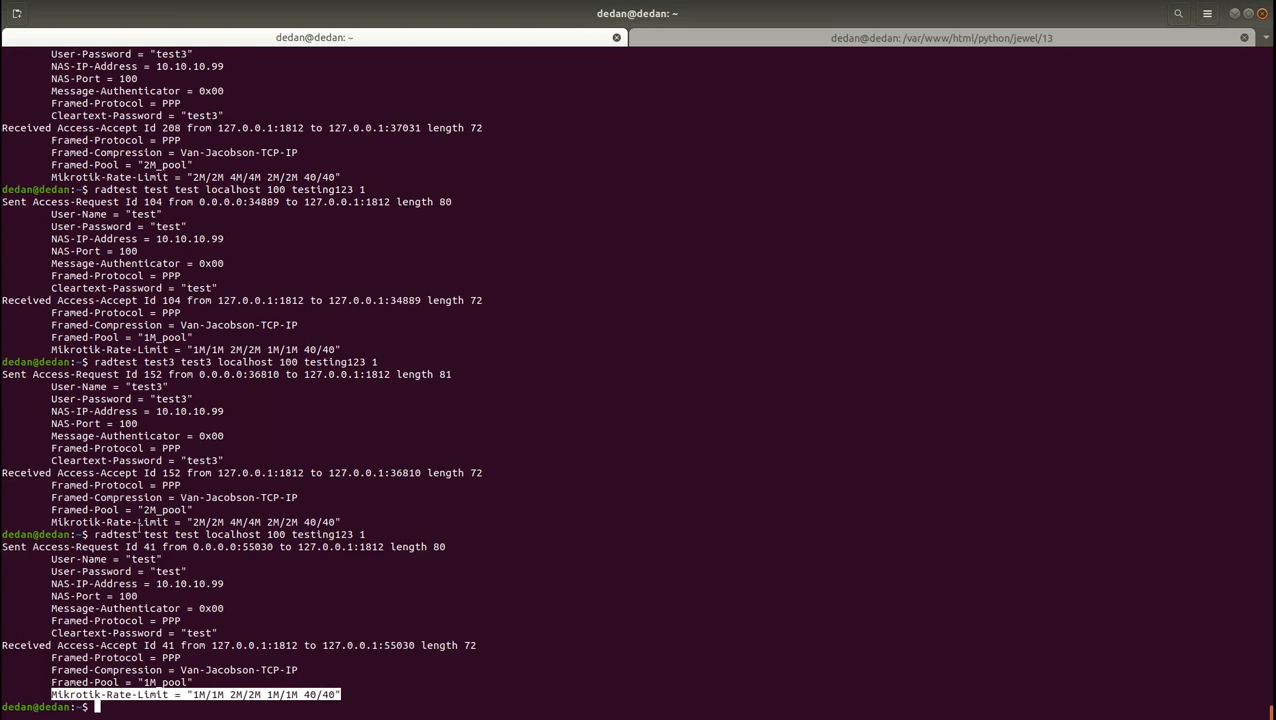 dedan@dedan: ~
dedan@dedan: ~
dedan@dedan: /var/www/html/python/jewel/13
User-Password = "test3"
NAS-IP-Address = 10.10.10.99
NAS-Port = 100
Message-Authenticator = 0x00
Framed-Protocol = PPP
Cleartext-Password = "test3"
Received Access-Accept Id 208 from 127.0.0.1:1812 to 127.0.0.1:37031 length 72
Framed-Protocol = PPP
Framed-Compression = Van-Jacobson-TCP-IP
Framed-Pool = "2M_pool"
Mikrotik-Rate-Limit = "2M/2M 4M/4M 2M/2M 40/40"
dedan@dedan:~$ radtest test test localhost 100 testing123 1
Sent Access-Request Id 104 from 0.0.0.0:34889 to 127.0.0.1:1812 length 80
User-Name = "test"
User-Password = "test"
NAS-IP-Address = 10.10.10.99
NAS-Port = 100
Message-Authenticator = 0x00
Framed-Protocol = PPP
Cleartext-Password = "test"
Received Access-Accept Id 104 from 127.0.0.1:1812 to 127.0.0.1:34889 length 72
Framed-Protocol = PPP
Framed-Compression = Van-Jacobson-TCP-IP
Framed-Pool = "1M_pool"
Mikrotik-Rate-Limit = "1M/1M 2M/2M 1M/1M 40/40"
dedan@dedan:~$ radtest test3 test3 localhost 100 testing123 1
Sent Access-Request Id 152 from 0.0.0.0:36810 to 127.0.0.1:1812 length 81
User-Name = "test3"
User-Password = "test3"
NAS-IP-Address = 10.10.10.99
NAS-Port = 100
Message-Authenticator = 0x00
Framed-Protocol = PPP
Cleartext-Password = "test3"
Received Access-Accept Id 152 from 127.0.0.1:1812 to 127.0.0.1:36810 length 72
Framed-Protocol = PPP
Framed-Compression = Van-Jacobson-TCP-IP
Framed-Pool = "2M_pool"
Mikrotik-Rate-Limit = "2M/2M 4M/4M 2M/2M 40/40"
dedan@dedan:~$ radtest test test localhost 100 testing123 1
Sent Access-Request Id 41 from 0.0.0.0:55030 to 127.0.0.1:1812 length 80
User-Name = "test"
User-Password = "test"
NAS-IP-Address = 10.10.10.99
NAS-Port = 100
Message-Authenticator = 0x00
Framed-Protocol = PPP
Cleartext-Password = "test"
Received Access-Accept Id 41 from 127.0.0.1:1812 to 127.0.0.1:55030 length 72
Framed-Protocol = PPP
Framed-Compression = Van-Jacobson-TCP-IP
Framed-Pool = "1M_pool"
Mikrotik-Rate-Limit = "1M/1M 2M/2M 1M/1M 40/40"
dedan@dedan:~$